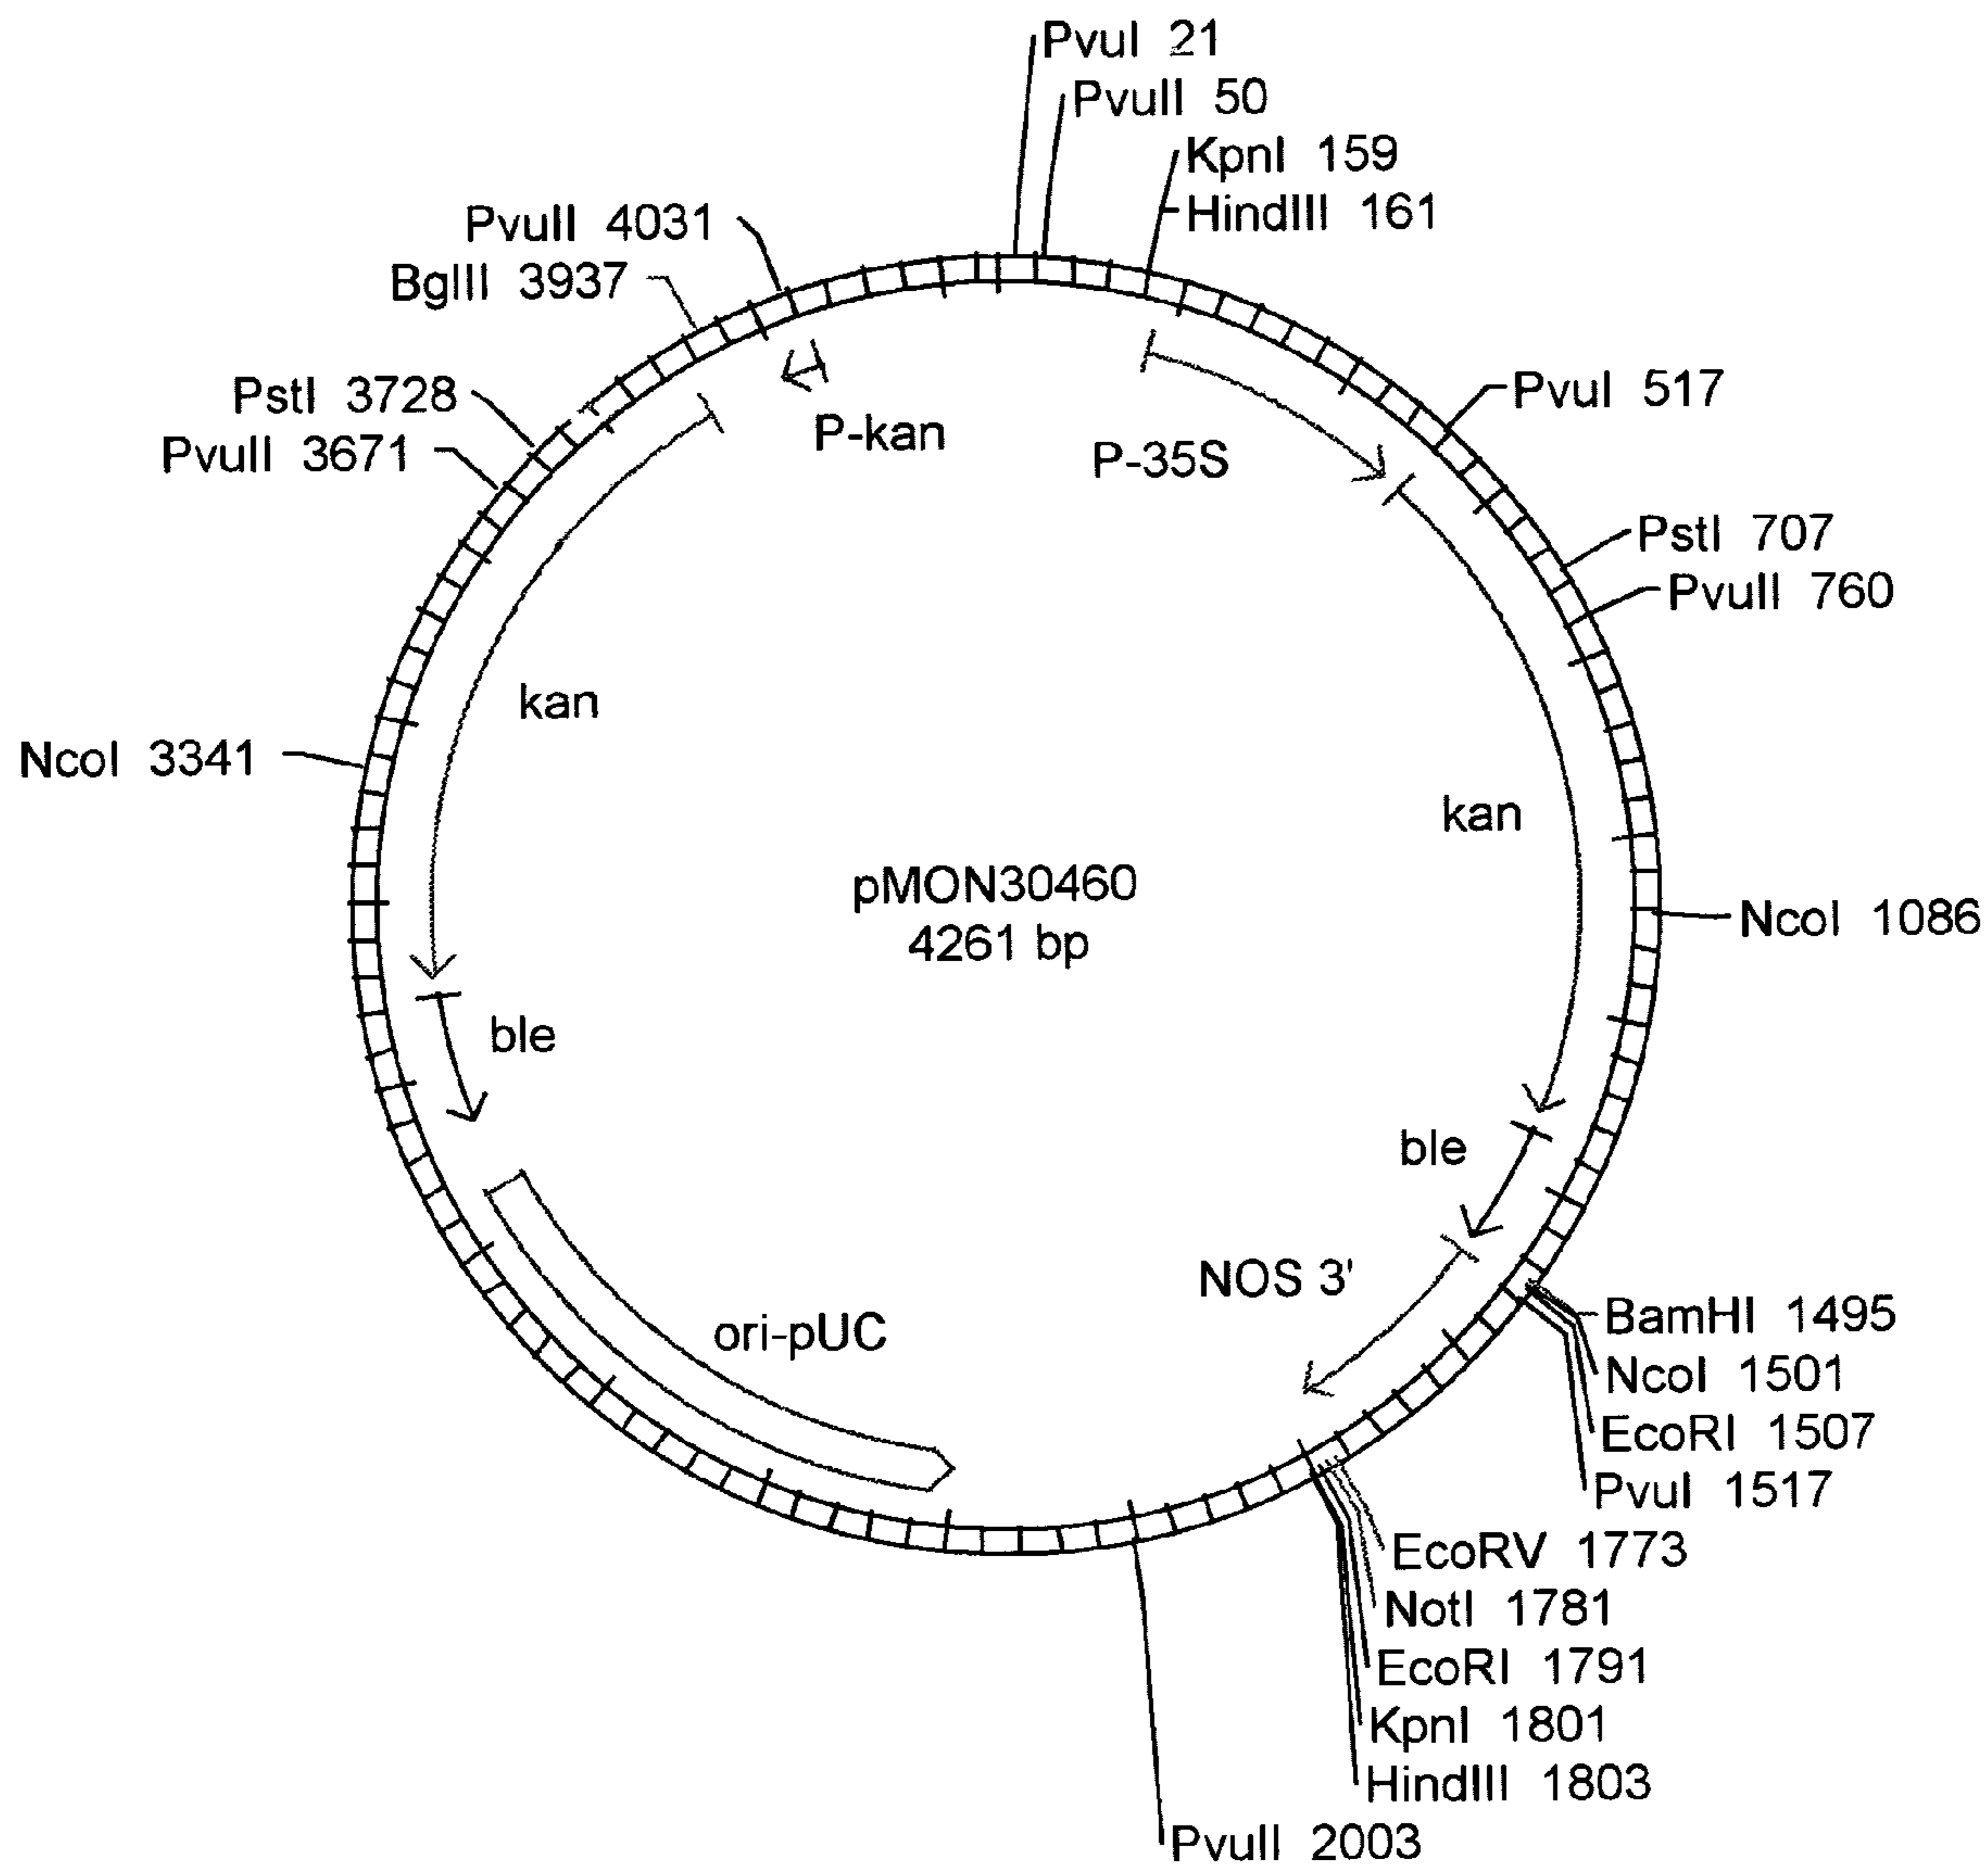 PvuI 21
PvuII 50
KpnI 159
HindIII 161
PvuII 4031
BglII 3937
PstI 3728
PvuII 3671
P-kan
P-35S
PvuI 517
PstI 707
PvuII 760
kan
NcoI 3341
kan
pMON30460
4261 bp
NcoI 1086
ble
ble
NOS 3'
ori-pUC
BamHI 1495
NcoI 1501
EcoRI 1507
PvuI 1517
EcoRV 1773
NotI 1781
EcoRI 1791
KpnI 1801
HindIII 1803
PvuII 2003